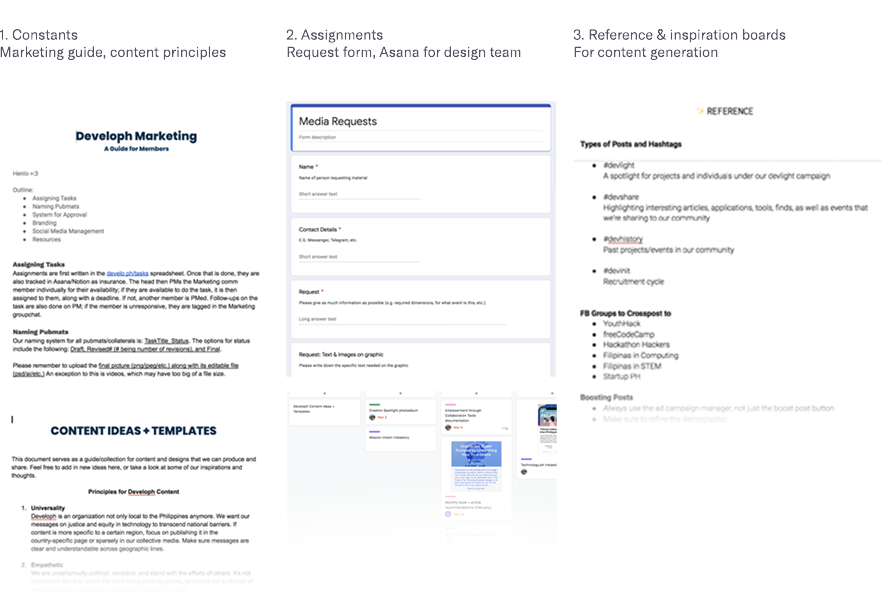 1. Constants
Marketing guide, content principles
2. Assignments
Request form, Asana for design team
3. Reference & inspiration boards
For content generation
Developh Marketing
A Guide for Members
Henlo <3
Outline:
Assigning Tasks
Naming Pubmats
System for Approval
Branding
Social Media Management
Resources
Assigning Tasks
Assignments are first written in the develo.ph/tasks spreadsheet. Once that is done, they are
also tracked in Asana/Notion as insurance. The head then PMs the Marketing comm
member individually for their availability; if they are available to do the task, it is then
assigned to them, along with a deadline. If not, another member is PMed. Follow-ups on the
task are also done on PM; if the member is unresponsive, they are tagged in the Marketing
groupchat.
Naming Pubmats
Our naming system for all pubmats/collaterals is: TaskTitle_Status. The options for status
include the following: Draft, Revised# (# being number of revisions), and Final.
Please remember to upload the final picture (png/jpeg/etc.) along with its editable file
(psd/ai/etc.) An exception to this is videos, which may have too big of a file size.
CONTENT IDEAS + TEMPLATES
This document serves as a guide/collection for content and designs that we can produce and
share. Feel free to add in new ideas here, or take a look at some of our inspirations and
thoughts.
Principles for Developh Content
1. Universality
Developh is an organization not only local to the Philippines anymore. We want our
messages on justice and equity in technology to transcend national barriers. If
content is more specific to a certain region, focus on publishing it in the
country-specific page or sparsely in our collective media. Make sure messages are
clear and understandable across geographic lines.
2. Empathetic
We are unashamedly political, sensitive, and stand with the efforts of others. It's not
Media Requests
Form description
Name *
Name of person requesting material
Short answer text
Contact Details *
E.G. Messenger, Telegram, etc.
Short answer text
Request *
Please give as much information as possible (e.g. required dimensions, for what event is this, etc.).
Long answer text
Request: Text & Images on graphic
Please write down the specific text needed on the graphic
Developh Content Ideas +
Templates
Creation Spotlight photoalbum
Mission Vision Instastory
Empowerment through
Collaboration Tools
documentation
Monthly ideas + article
recommendations (February)
Technology.ph instastories
✨ REFERENCE
Types of Posts and Hashtags
#devlight
A spotlight for projects and individuals under our devlight campaign
#devshare
Highlighting interesting articles, applications, tools, finds, as well as events that
we're sharing to our community
#devhistory
Past projects/events in our community
#devinit
Recruitment cycle
FB Groups to Crosspost to
YouthHack
freeCodeCamp
Hackathon Hackers
Filipinas in Computing
Filipinas in STEM
Startup PH
Boosting Posts
Always use the ad campaign manager, not just the boost post button
Make sure to refine the demographic